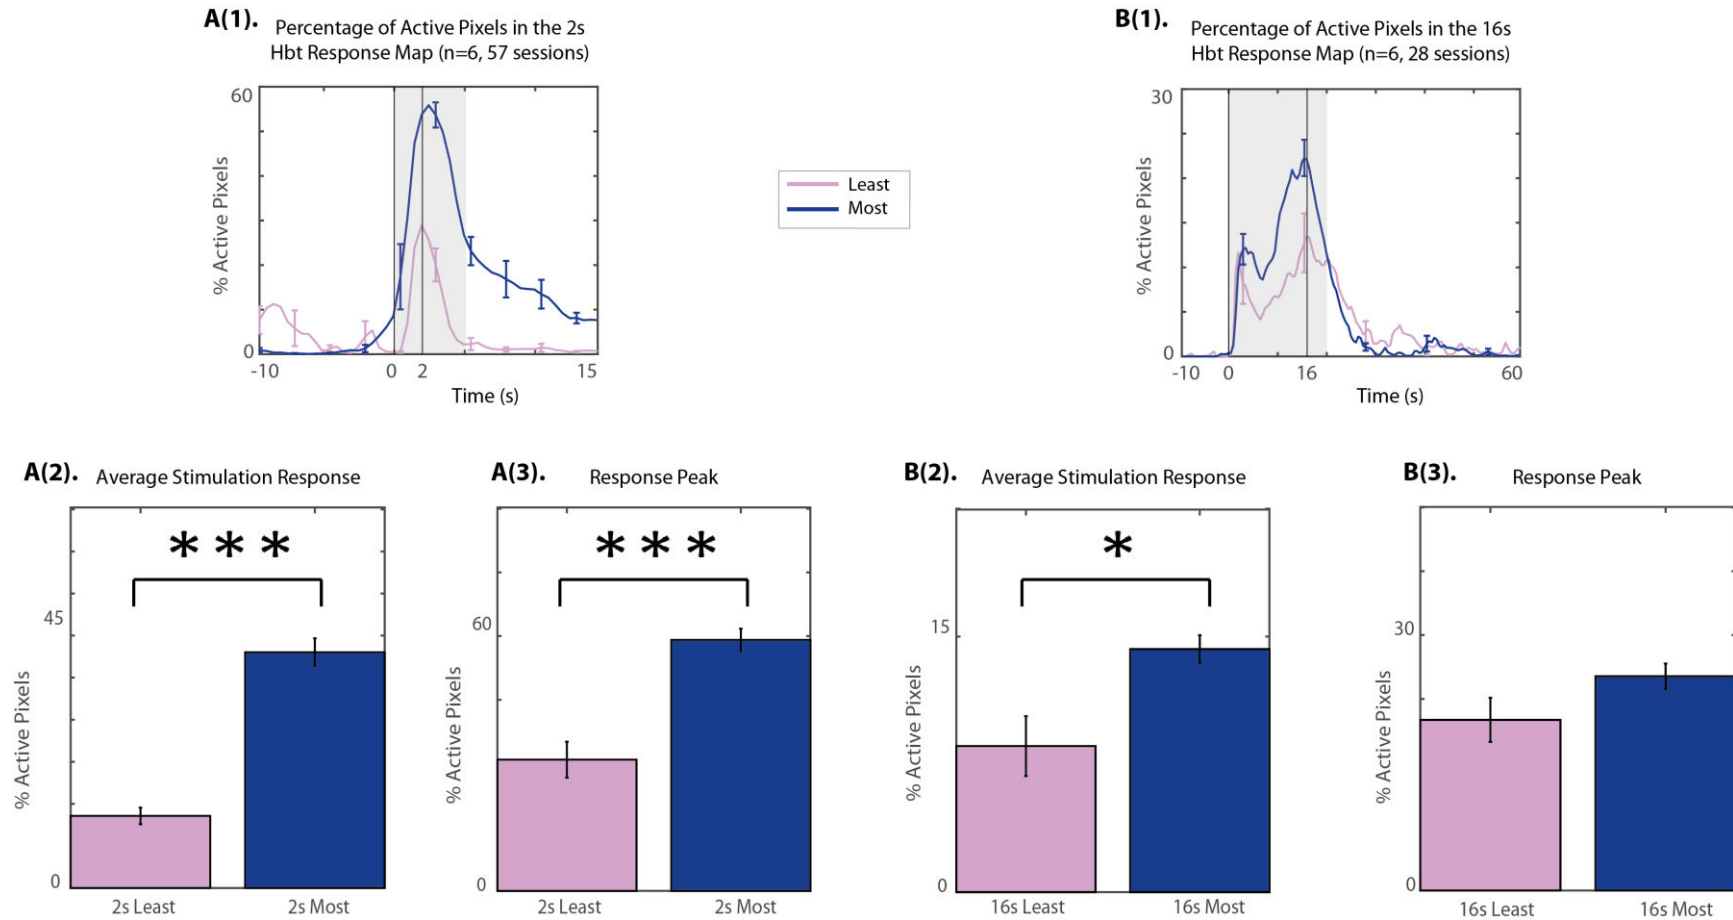 A(1).
Percentage of Active Pixels in the 2s
Hbt Response Map (n=6, 57 sessions)
60
% Active Pixels
0
-10
0
2
15
Time (s)
Least
Most
B(1).
Percentage of Active Pixels in the 16s
Hbt Response Map (n=6, 28 sessions)
30
% Active Pixels
0
-10
0
16
60
Time (s)
A(2).
Average Stimulation Response
***
45
% Active Pixels
0
2s Least
2s Most
A(3).
Response Peak
***
60
% Active Pixels
0
2s Least
2s Most
B(2).
Average Stimulation Response
*
15
% Active Pixels
0
16s Least
16s Most
B(3).
Response Peak
30
% Active Pixels
0
16s Least
16s Most